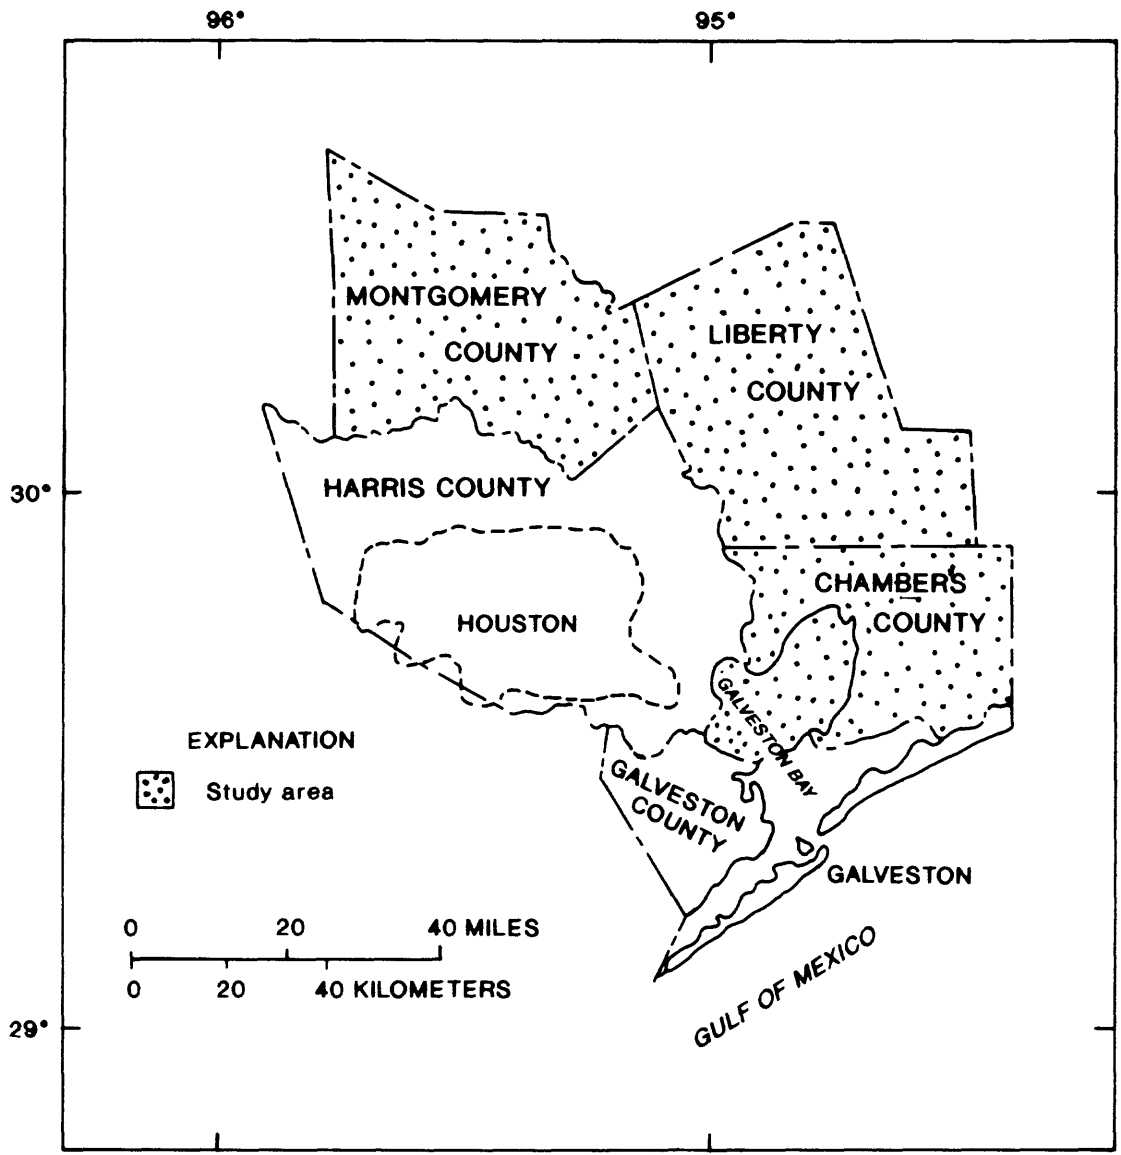 96° 95°
MONTGOMERY
COUNTY
LIBERTY
COUNTY
30°
HARRIS COUNTY
CHAMBERS
COUNTY
HOUSTON
GALVESTON BAY
EXPLANATION
Study area
GALVESTON
COUNTY
GALVESTON
0 20 40 MILES
0 20 40 KILOMETERS
GULF OF MEXICO
29°